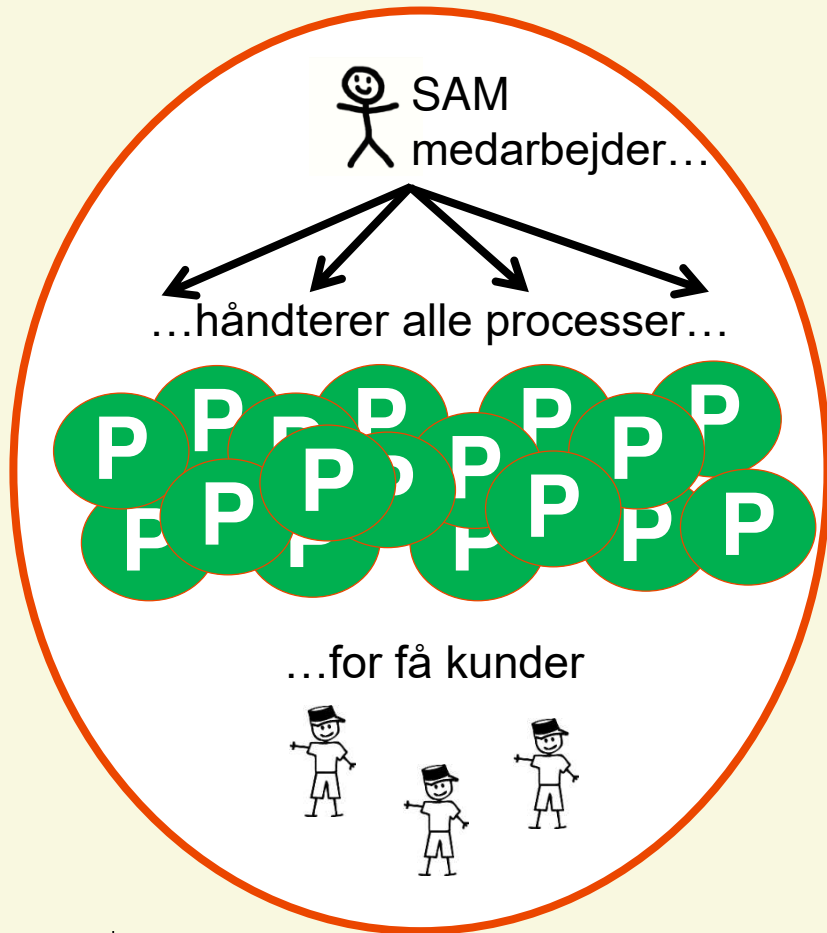 SAM
medarbejder…
…håndterer alle processer…
P P P P P
P P P P
P P P P
P P P P P
…for få kunder